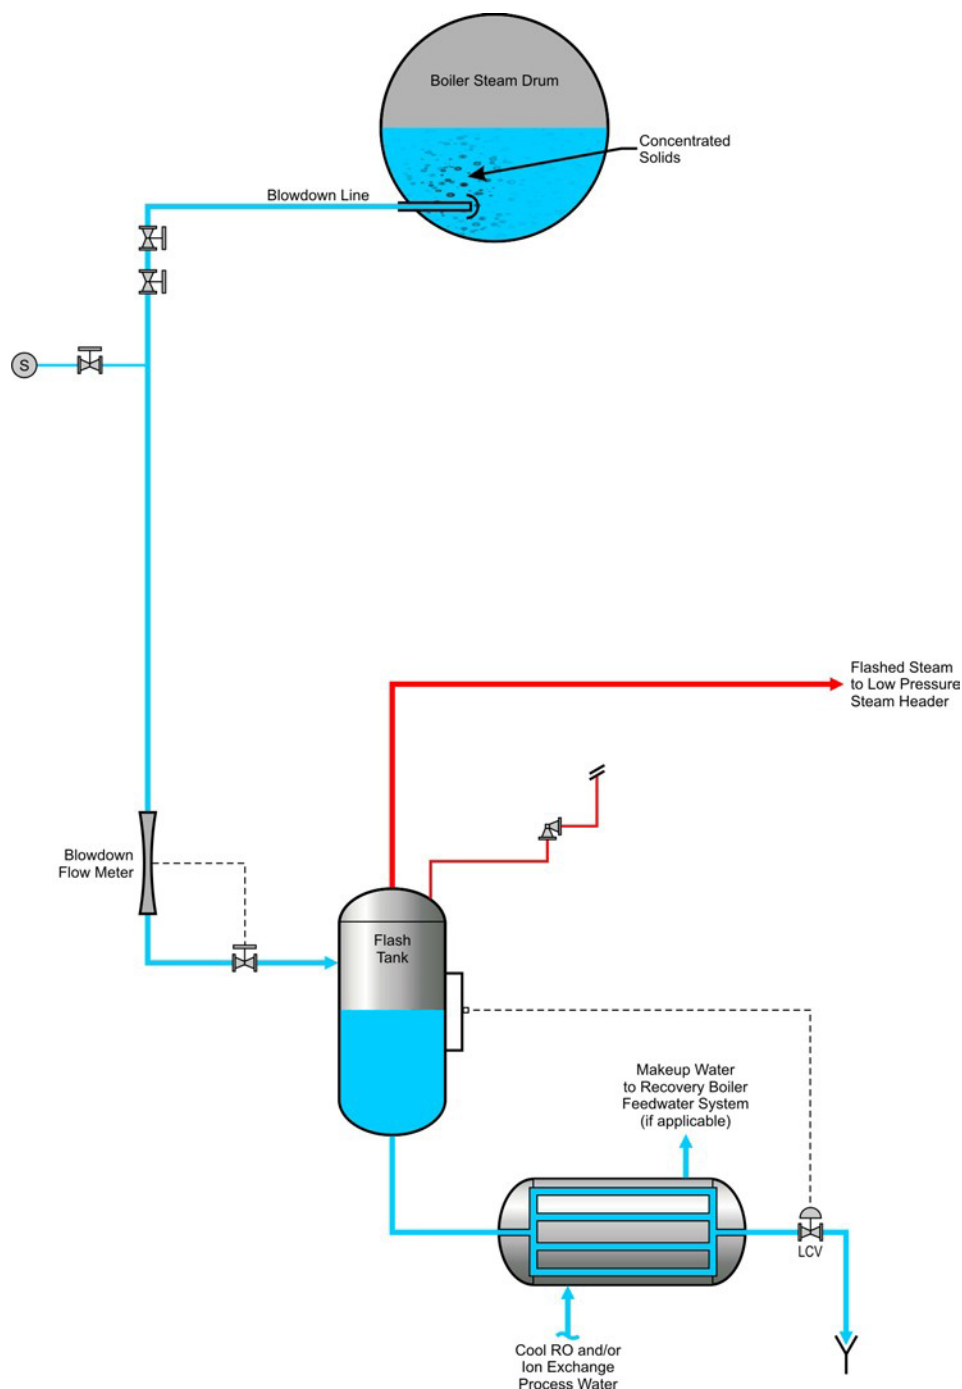 Boiler Steam Drum
Concentrated
Solids
Blowdown Line
S
Flashed Steam
to Low Pressure
Steam Header
Blowdown
Flow Meter
Flash
Tank
Makeup Water
to Recovery Boiler
Feedwater System
(if applicable)
LCV
Cool RO and/or
Ion Exchange
Process Water